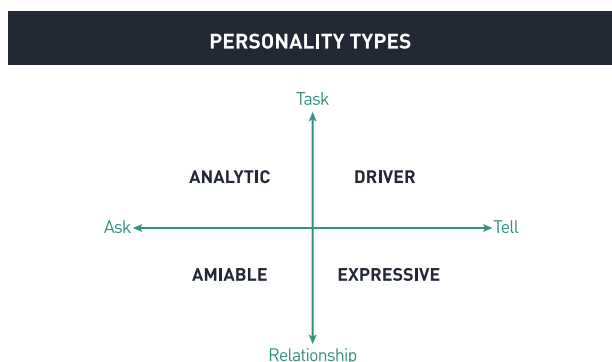 PERSONALITY TYPES
Task
ANALYTIC DRIVER
Ask Tell
AMIABLE EXPRESSIVE
Relationship